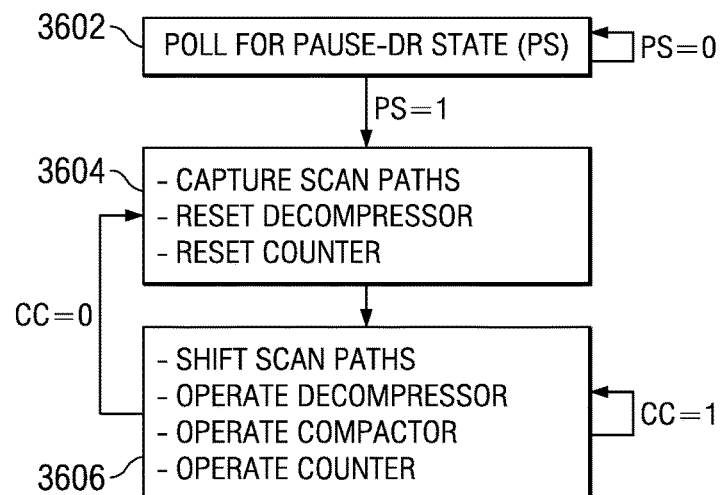 3602
POLL FOR PAUSE-DR STATE (PS)
PS=0
PS=1
3604
- CAPTURE SCAN PATHS
- RESET DECOMPRESSOR
- RESET COUNTER
CC=0
- SHIFT SCAN PATHS
- OPERATE DECOMPRESSOR
- OPERATE COMPACTOR
- OPERATE COUNTER
CC=1
3606